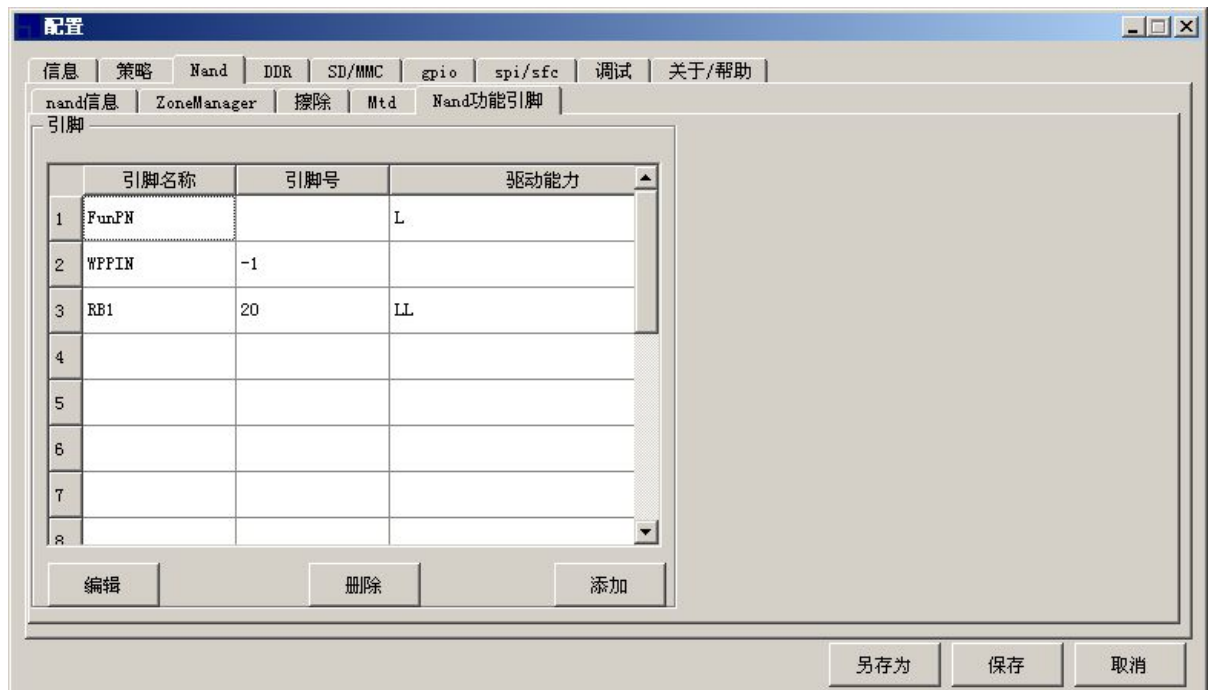 配置
信息 策略 Nand DDR SD/MMC gpio spi/sfc 调试 关于/帮助
nand信息 ZoneManager 擦除 Mtd Nand功能引脚
引脚
引脚名称 引脚号 驱动能力
1 FunPN L
2 WPPIN -1
3 RB1 20 LL
4
5
6
7
8
编辑 删除 添加
另存为 保存 取消